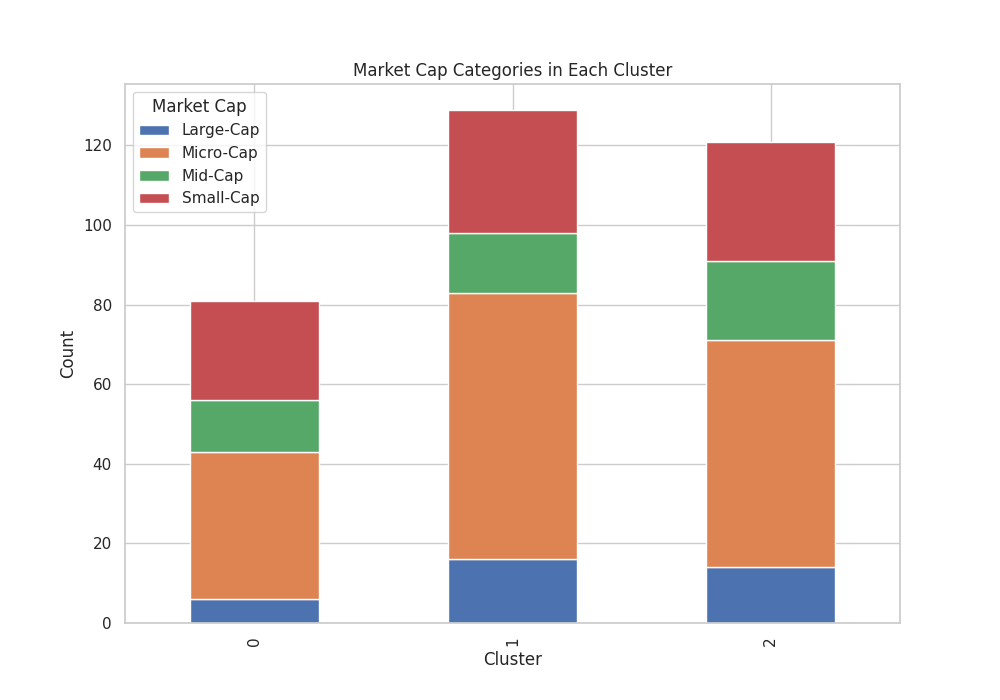 Market Cap Categories in Each Cluster
Market Cap
Large-Cap
Micro-Cap
Mid-Cap
Small-Cap
120
100
80
60
40
20
0
Count
0
1
2
Cluster